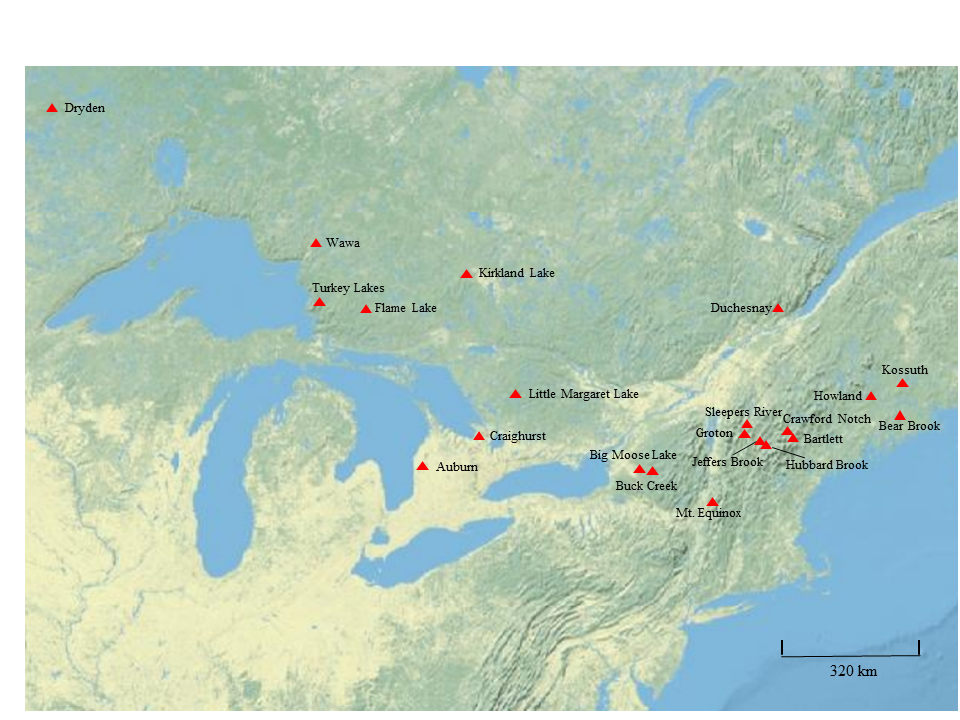 Dryden
Wawa
Kirkland Lake
Turkey Lakes
Flame Lake
Duchesnay
Kossuth
Little Margaret Lake
Howland
Sleepers River
Crawford Notch
Bear Brook
Groton
Bartlett
Craighurst
Big Moose Lake
Jeffers Brook
Hubbard Brook
Auburn
Buck Creek
Mt. Equinox
320 km